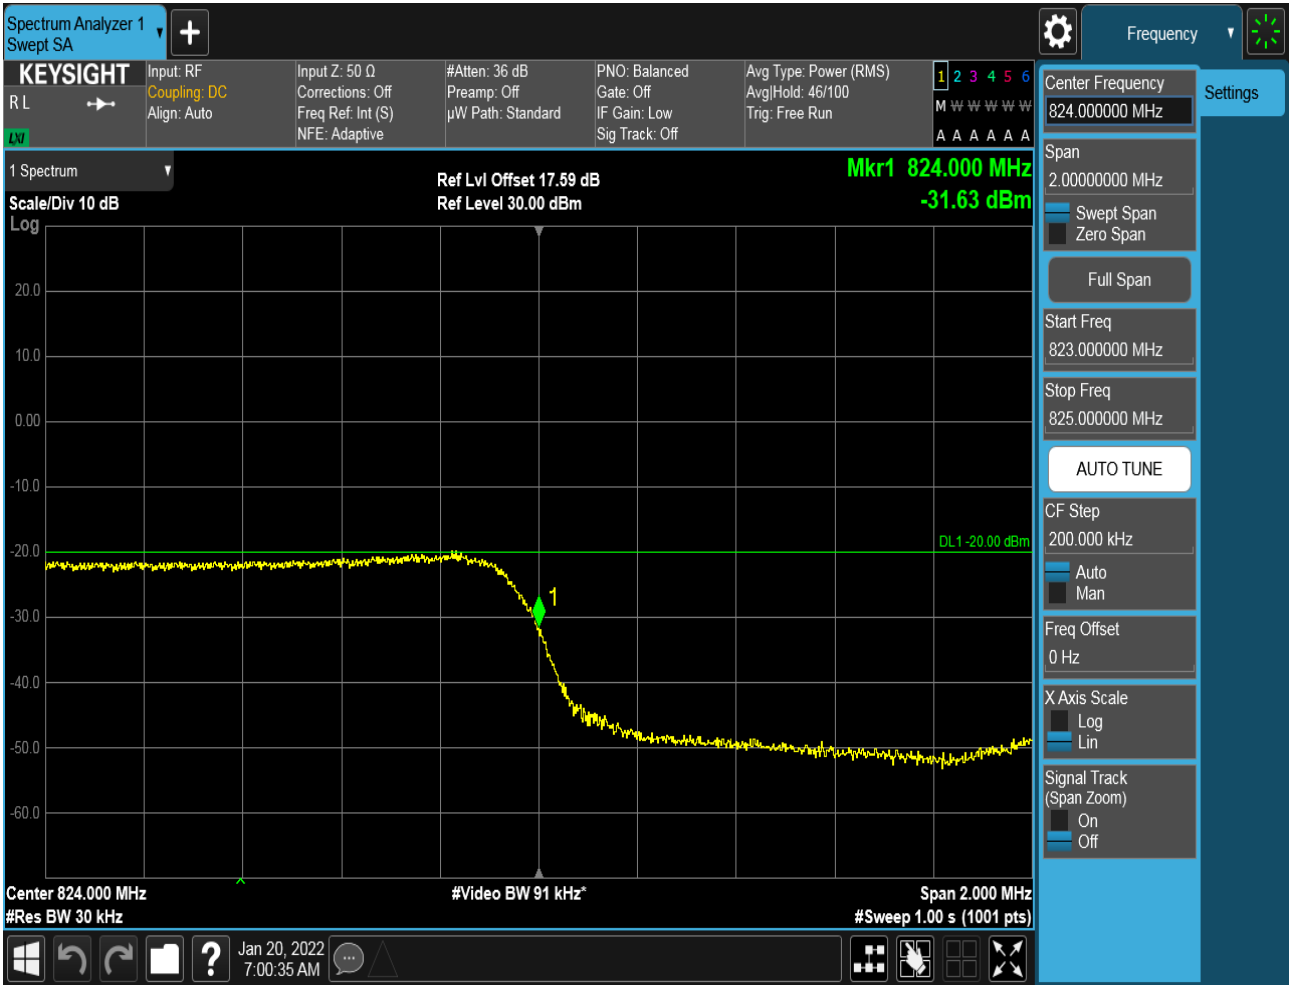 Spectrum Analyzer 1
Swept SA
Frequency
KEYSIGHT
R L
LXI
Input: RF
Coupling: DC
Align: Auto
Input Z: 50 Ω
Corrections: Off
Freq Ref: Int (S)
NFE: Adaptive
#Atten: 36 dB
Preamp: Off
µW Path: Standard
PNO: Balanced
Gate: Off
IF Gain: Low
Sig Track: Off
Avg Type: Power (RMS)
Avg|Hold: 46/100
Trig: Free Run
1 2 3 4 5 6
M W W W W W
A A A A A A
1 Spectrum
Scale/Div 10 dB
Log
Ref Lvl Offset 17.59 dB
Ref Level 30.00 dBm
Mkr1 824.000 MHz
-31.63 dBm
20.0
10.0
0.00
-10.0
-20.0
-30.0
-40.0
-50.0
-60.0
DL1 -20.00 dBm
1
Center 824.000 MHz
#Res BW 30 kHz
#Video BW 91 kHz*
Span 2.000 MHz
#Sweep 1.00 s (1001 pts)
Center Frequency
824.000000 MHz
Span
2.00000000 MHz
Swept Span
Zero Span
Full Span
Start Freq
823.000000 MHz
Stop Freq
825.000000 MHz
AUTO TUNE
CF Step
200.000 kHz
Auto
Man
Freq Offset
0 Hz
X Axis Scale
Log
Lin
Signal Track
(Span Zoom)
On
Off
Settings
?
Jan 20, 2022
7:00:35 AM